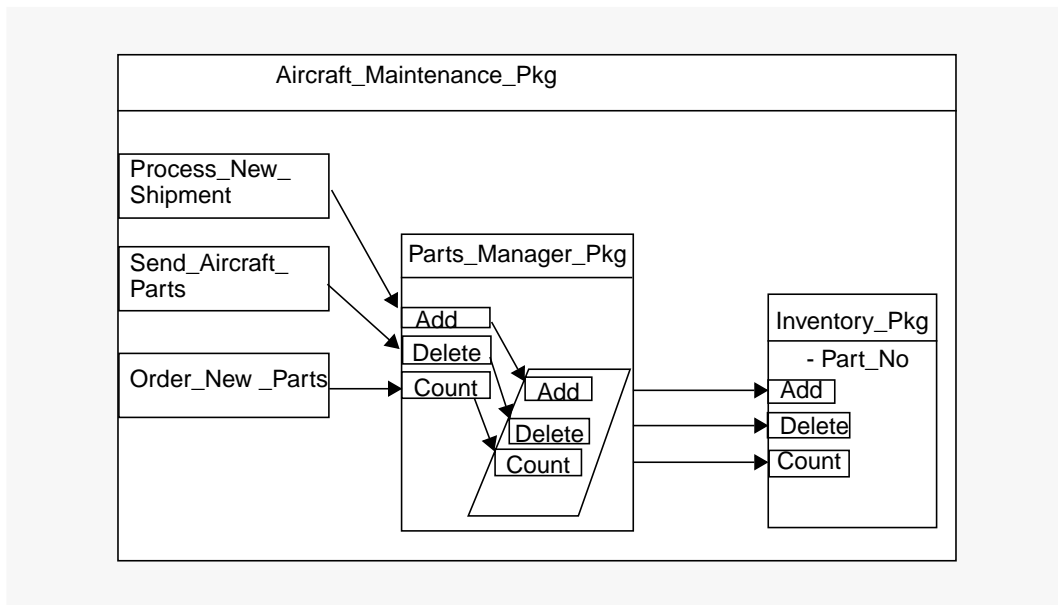 Aircraft_Maintenance_Pkg
Process_New_
Shipment
Send_Aircraft_
Parts
Order_New _Parts
Parts_Manager_Pkg
Add
Delete
Count
Add
Delete
Count
Inventory_Pkg
- Part_No
Add
Delete
Count